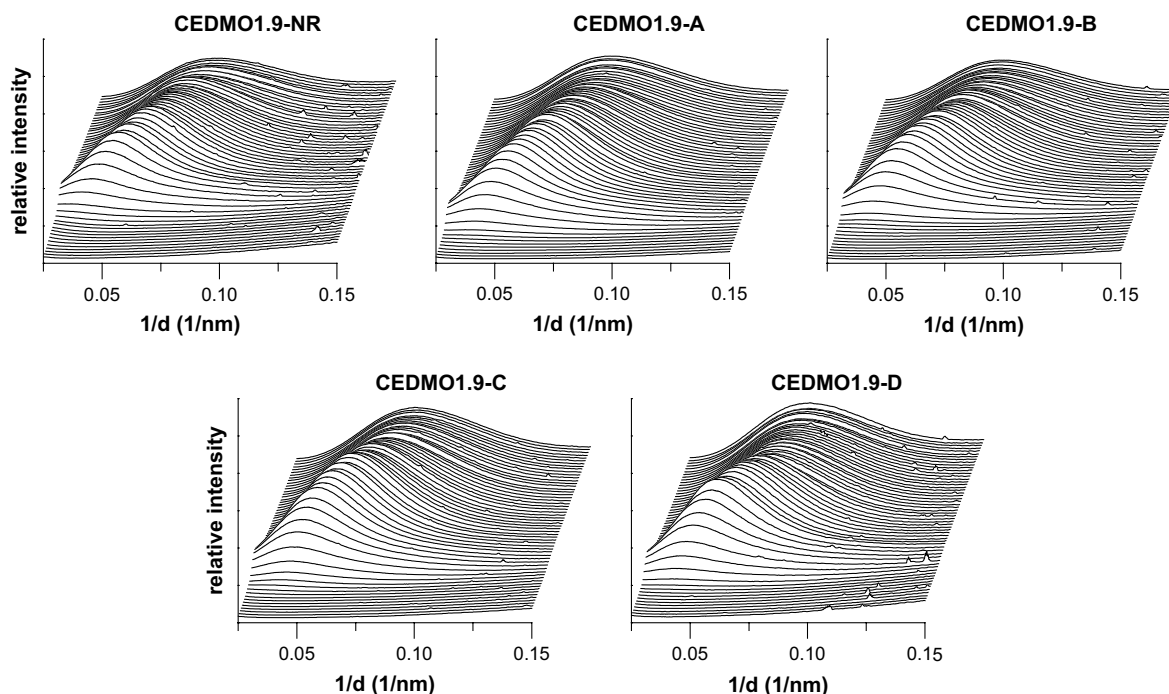 CEDMO1.9-NR
CEDMO1.9-A
CEDMO1.9-B
relative intensity
0.05 0.10 0.15
0.05 0.10 0.15
0.05 0.10 0.15
1/d (1/nm)
1/d (1/nm)
1/d (1/nm)
CEDMO1.9-C
CEDMO1.9-D
relative intensity
relative intensity
0.05 0.10 0.15
0.05 0.10 0.15
1/d (1/nm)
1/d (1/nm)